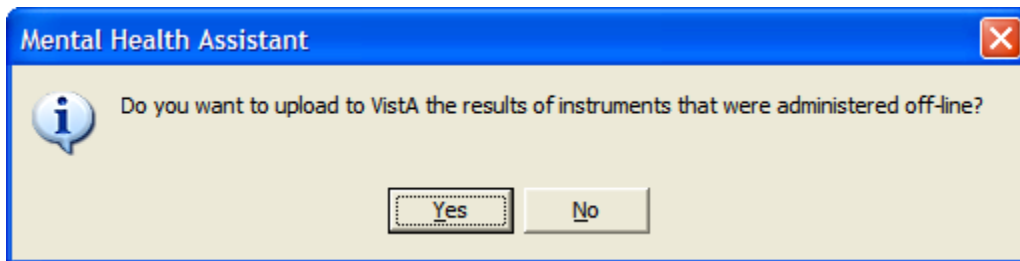 Mental Health Assistant
Do you want to upload to VistA the results of instruments that were administered off-line?
Yes
No